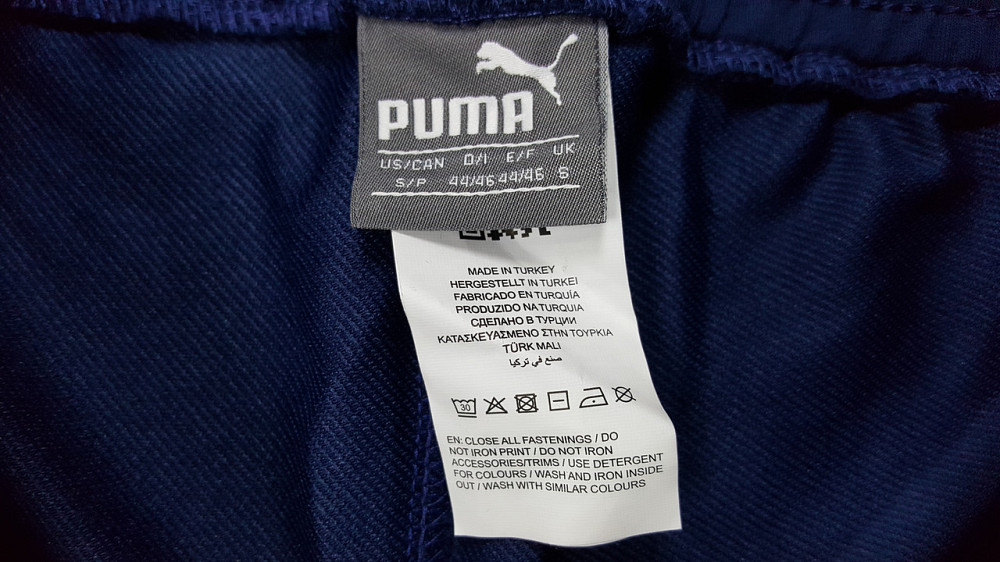 PUMA
US/CAN D/I E/F UK
S/P 44/46 44/46 S
MADE IN TURKEY
HERGESTELLT IN TURKEI
FABRICADO EN TURQUÍA
PRODUZIDO NA TURQUIA
СДЕЛАНО В ТУРЦИИ
ΚΑΤΑΣΚΕΥΑΣΜΕΝΟ ΣΤΗΝ ΤΟΥΡΚΙΑ
TÜRK MALI
صنع في تركيا
30
EN: CLOSE ALL FASTENINGS / DO
NOT IRON PRINT / DO NOT IRON
ACCESSORIES/TRIMS / USE DETERGENT
FOR COLOURS / WASH AND IRON INSIDE
OUT / WASH WITH SIMILAR COLOURS